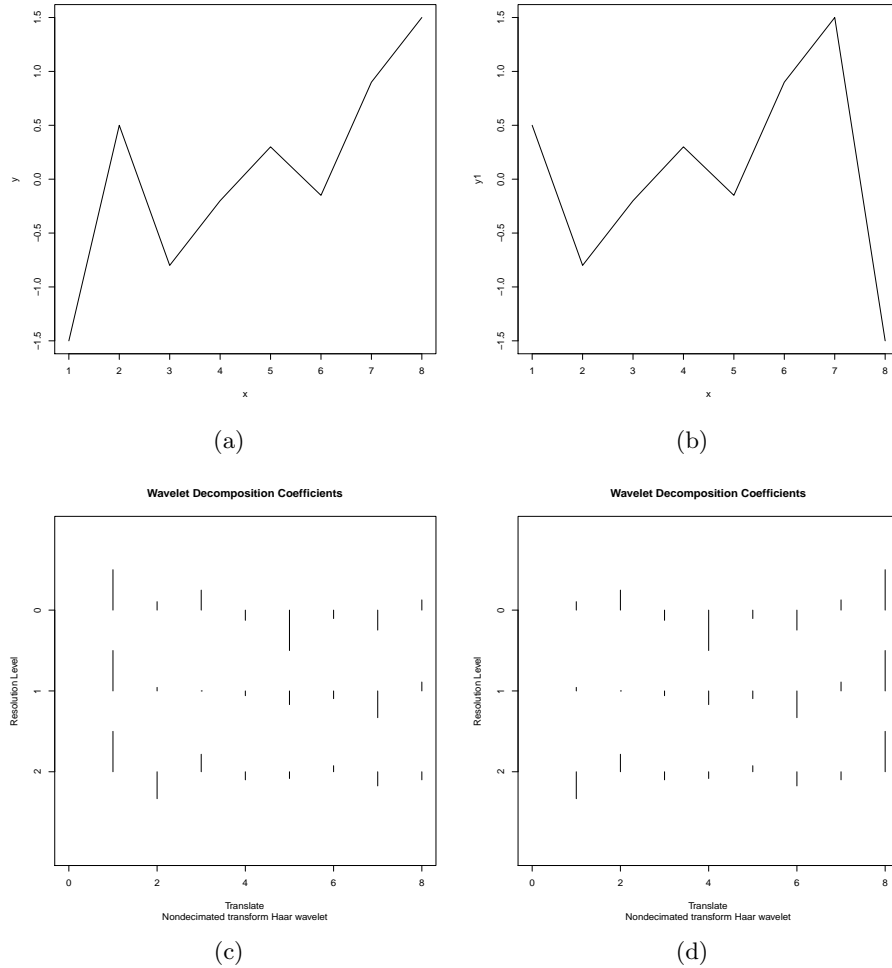 1.5
1.0
0.5
0.0
−0.5
−1.0
−1.5
y
1 2 3 4 5 6 7 8
x
(a)
1.5
1.0
0.5
0.0
−0.5
−1.0
−1.5
y1
1 2 3 4 5 6 7 8
x
(b)
Wavelet Decomposition Coefficients
0
1
2
Resolution Level
0 2 4 6 8
Translate
Nondecimated transform Haar wavelet
(c)
Wavelet Decomposition Coefficients
0
1
2
Resolution Level
0 2 4 6 8
Translate
Nondecimated transform Haar wavelet
(d)